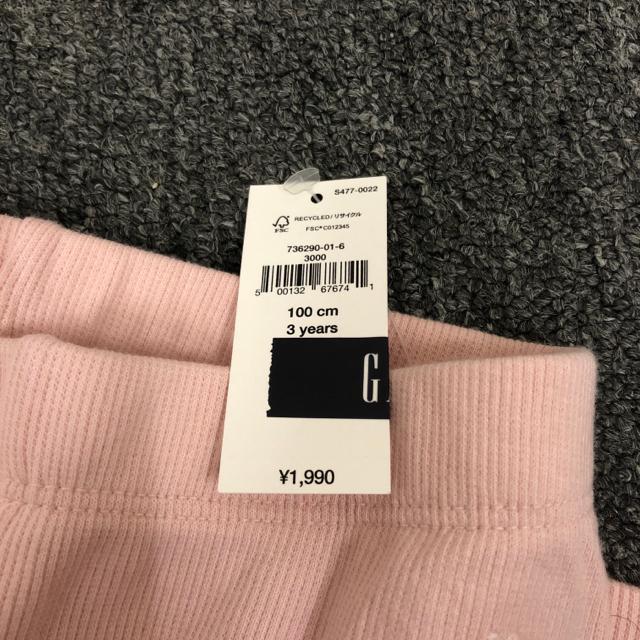 S477-0022
RECYCLED/リサイクル
FSC
FSC® C012345
736290-01-6
3000
5 00132 67674 1
100 cm
3 years
G
¥1,990